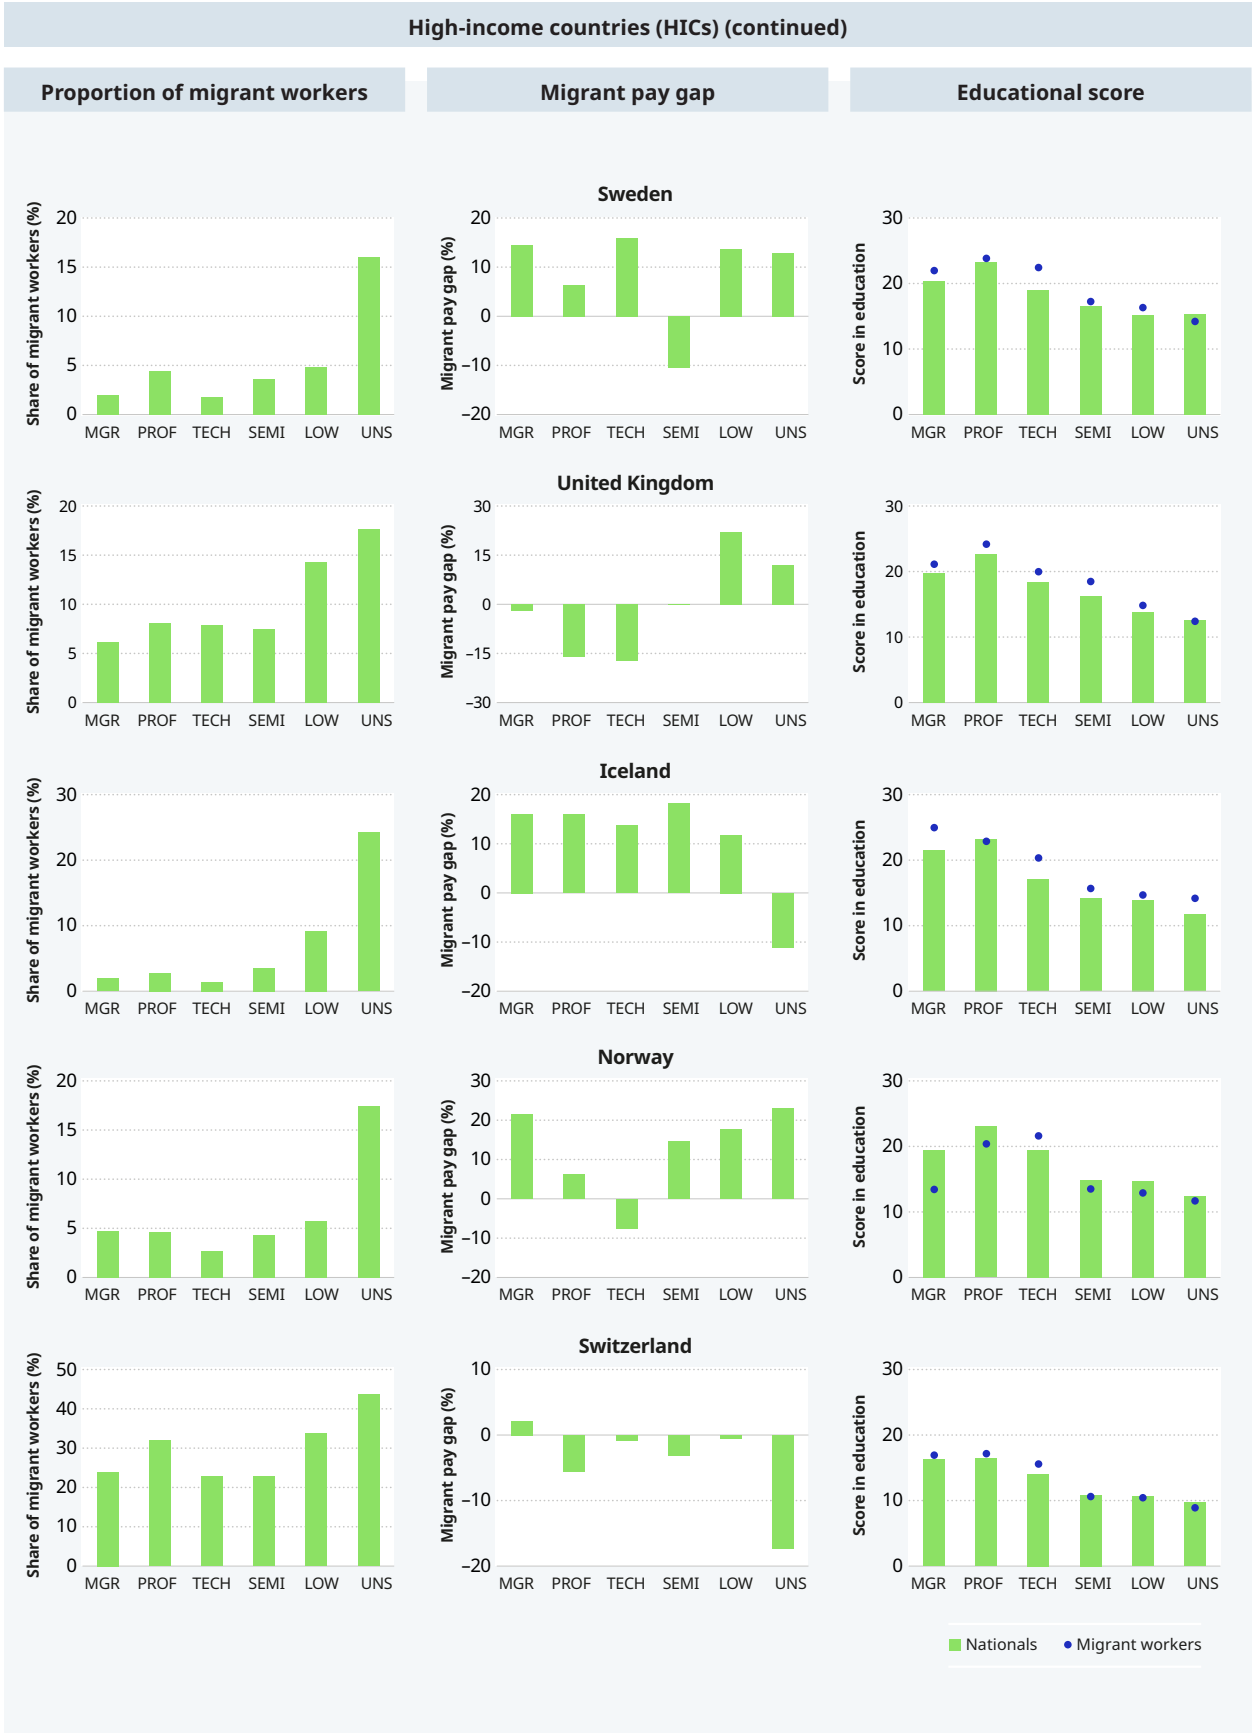 High-income countries (HICs) (continued)
Proportion of migrant workers
Migrant pay gap
Educational score
Sweden
Share of migrant workers (%)
20
15
10
5
0
MGR PROF TECH SEMI LOW UNS
Migrant pay gap (%)
20
10
0
–10
–20
MGR PROF TECH SEMI LOW UNS
Score in education
30
20
10
0
MGR PROF TECH SEMI LOW UNS
United Kingdom
Share of migrant workers (%)
20
15
10
5
0
MGR PROF TECH SEMI LOW UNS
Migrant pay gap (%)
30
15
0
–15
–30
MGR PROF TECH SEMI LOW UNS
Score in education
30
20
10
0
MGR PROF TECH SEMI LOW UNS
Iceland
Share of migrant workers (%)
30
20
10
0
MGR PROF TECH SEMI LOW UNS
Migrant pay gap (%)
20
10
0
–10
–20
MGR PROF TECH SEMI LOW UNS
Score in education
30
20
10
0
MGR PROF TECH SEMI LOW UNS
Norway
Share of migrant workers (%)
20
15
10
5
0
MGR PROF TECH SEMI LOW UNS
Migrant pay gap (%)
30
20
10
0
–10
–20
MGR PROF TECH SEMI LOW UNS
Score in education
30
20
10
0
MGR PROF TECH SEMI LOW UNS
Switzerland
Share of migrant workers (%)
50
40
30
20
10
0
MGR PROF TECH SEMI LOW UNS
Migrant pay gap (%)
10
0
–10
–20
MGR PROF TECH SEMI LOW UNS
Score in education
30
20
10
0
MGR PROF TECH SEMI LOW UNS
Nationals
Migrant workers